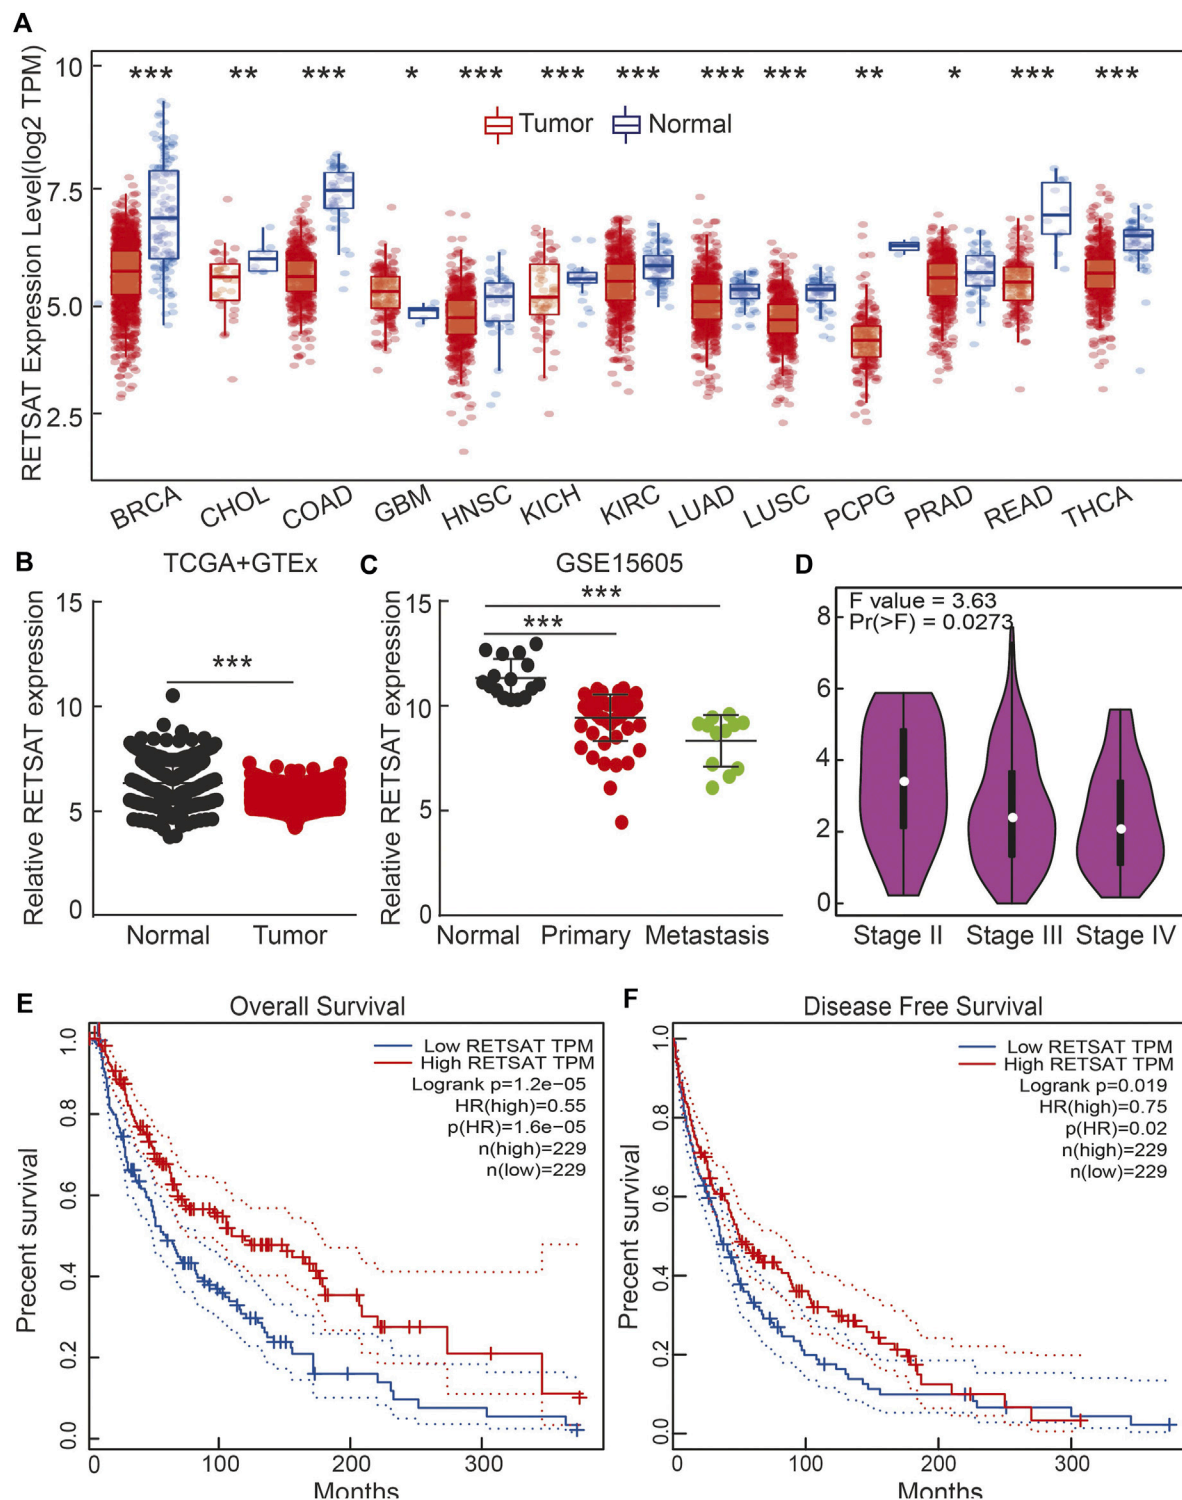 A
RETSAT Expression Level(log2 TPM)
10
7.5
5.0
2.5
*** ** *** * *** *** *** *** *** ** * *** ***
Tumor Normal
BRCA CHOL COAD GBM HNSC KICH KIRC LUAD LUSC PCPG PRAD READ THCA
B
TCGA+GTEx
Relative RETSAT expression
15
10
5
0
***
Normal Tumor
C
GSE15605
Relative RETSAT expression
15
10
5
0
***
***
Normal Primary Metastasis
D
F value = 3.63
Pr(>F) = 0.0273
8
6
4
2
0
Stage II Stage III Stage IV
E
Overall Survival
Precent survival
1.0
0.8
0.6
0.4
0.2
0.0
Low RETSAT TPM
High RETSAT TPM
Logrank p=1.2e−05
HR(high)=0.55
p(HR)=1.6e−05
n(high)=229
n(low)=229
0 100 200 300
Months
F
Disease Free Survival
Precent survival
1.0
0.8
0.6
0.4
0.2
0.0
Low RETSAT TPM
High RETSAT TPM
Logrank p=0.019
HR(high)=0.75
p(HR)=0.02
n(high)=229
n(low)=229
0 100 200 300
Months